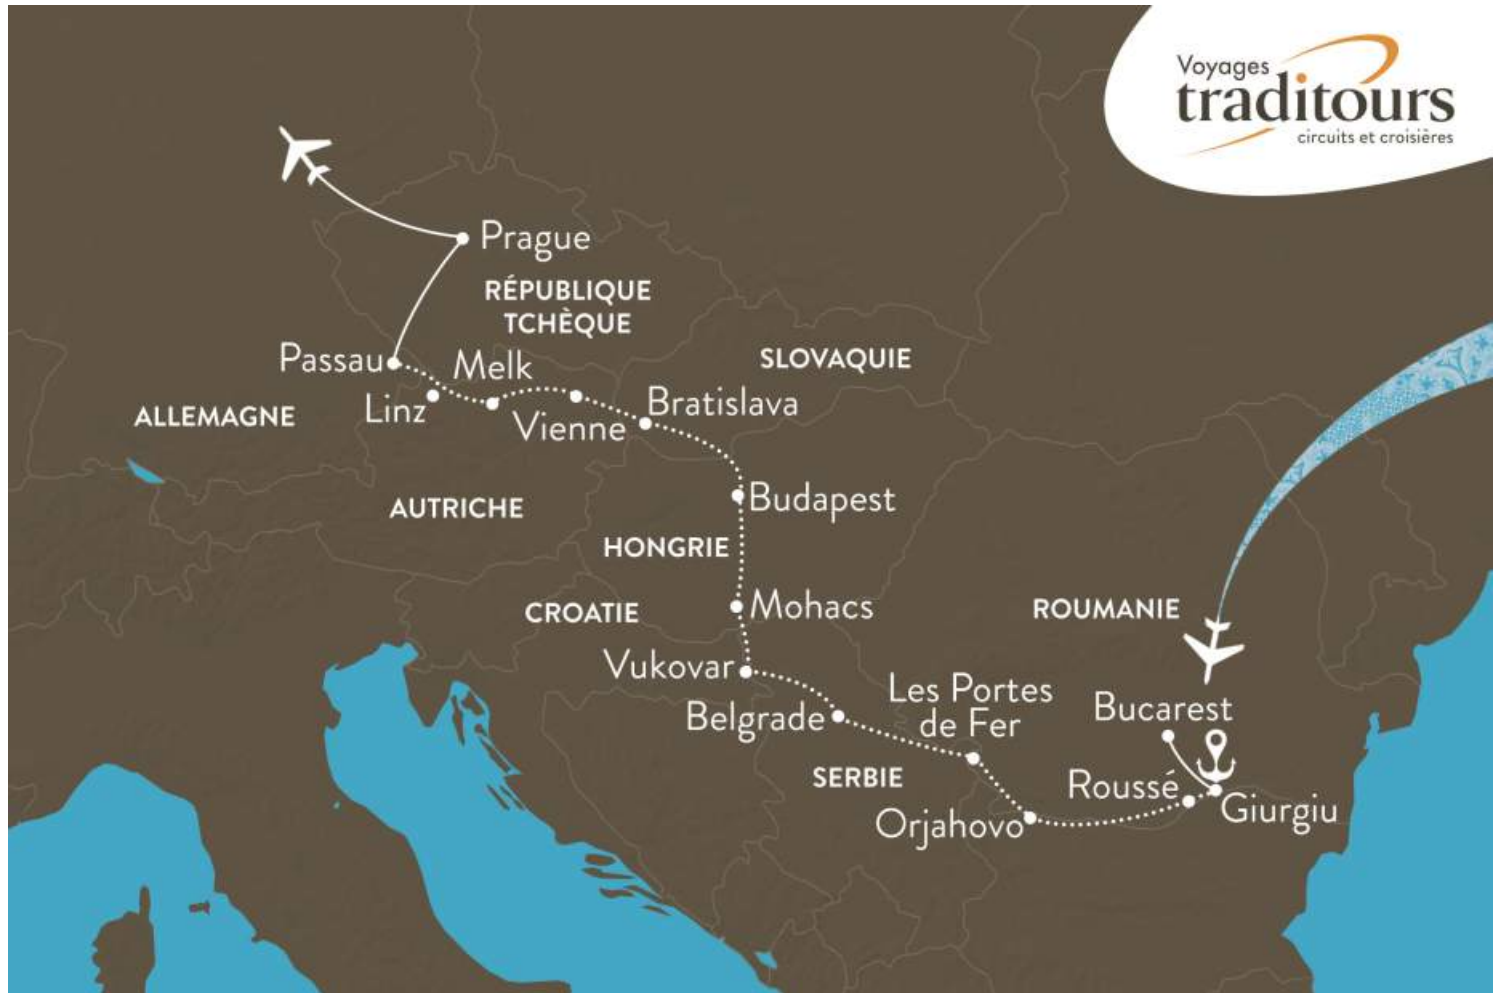 Voyages
traditours
circuits et croisières
Prague
RÉPUBLIQUE
TCHÈQUE
Passau
Melk
SLOVAQUIE
Linz
Bratislava
ALLEMAGNE
Vienne
Budapest
AUTRICHE
HONGRIE
Mohacs
CROATIE
ROUMANIE
Vukovar
Les Portes
de Fer
Belgrade
Bucarest
SERBIE
Roussé
Giurgiu
Orjahovo